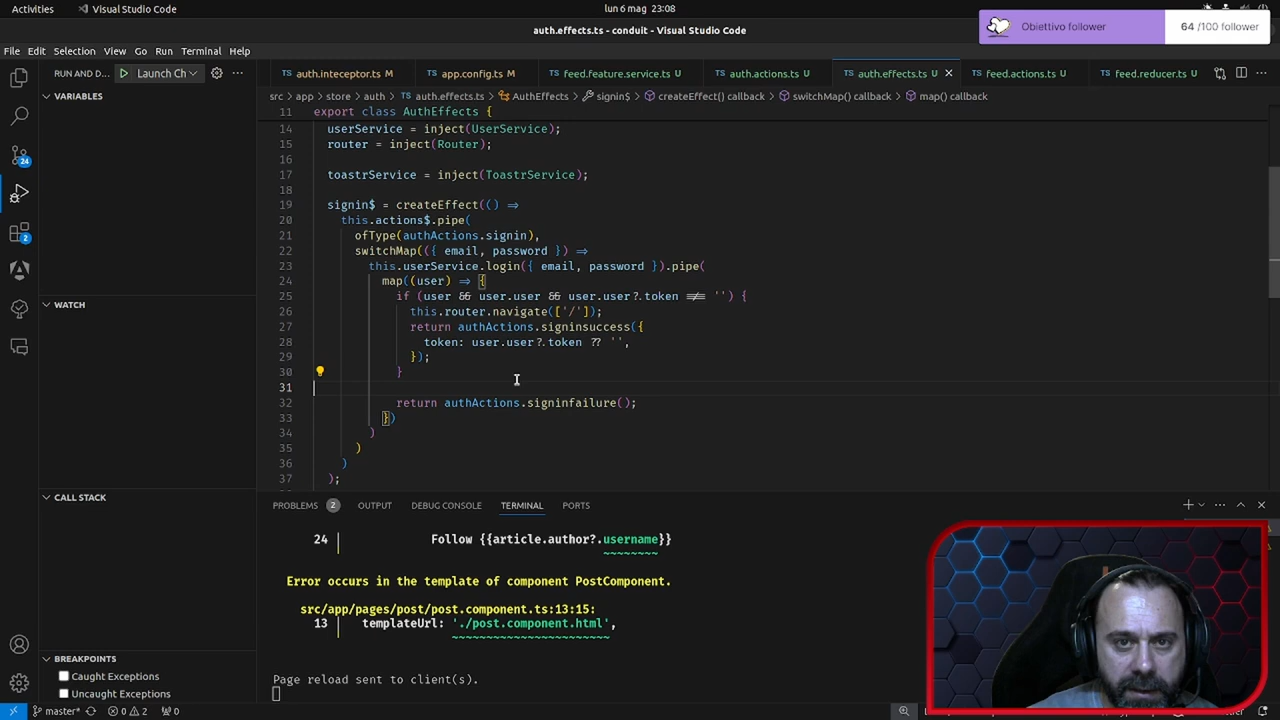 Activities
Visual Studio Code
lun 6 mag 23:08
auth.effects.ts - conduit - Visual Studio Code
Obiettivo follower
64 /100 follower
File Edit Selection View Go Run Terminal Help
RUN AND D...
Launch Ch
auth.inteceptor.ts M
app.config.ts M
feed.feature.service.ts U
auth.actions.ts U
auth.effects.ts U
feed.actions.ts U
feed.reducer.ts U
src > app > store > auth > auth.effects.ts > AuthEffects > signin$ > createEffect() callback > switchMap() callback > map() callback
VARIABLES
WATCH
CALL STACK
BREAKPOINTS
Caught Exceptions
Uncaught Exceptions
24
2
11 export class AuthEffects {
14 userService = inject(UserService);
15 router = inject(Router);
16
17 toastrService = inject(ToastrService);
18
19 signin$ = createEffect(() =>
20 this.actions$.pipe(
21 ofType(authActions.signin),
22 switchMap(({ email, password }) =>
23 this.userService.login({ email, password }).pipe(
24 map((user) => {
25 if (user && user.user && user.user?.token !== '') {
26 this.router.navigate(['/']);
27 return authActions.signinsuccess({
28 token: user.user?.token ?? '',
29 });
30 }
31
32 return authActions.signinfailure();
33 })
34 )
35 )
36 )
37 );
PROBLEMS 2 OUTPUT DEBUG CONSOLE TERMINAL PORTS
24 Follow {{article.author?.username}}
~~~~~~~~
Error occurs in the template of component PostComponent.
src/app/pages/post/post.component.ts:13:15:
13 templateUrl: './post.component.html',
~~~~~~~~~~~~~~~~~~~~~~~
Page reload sent to client(s).
master* 0 2 0